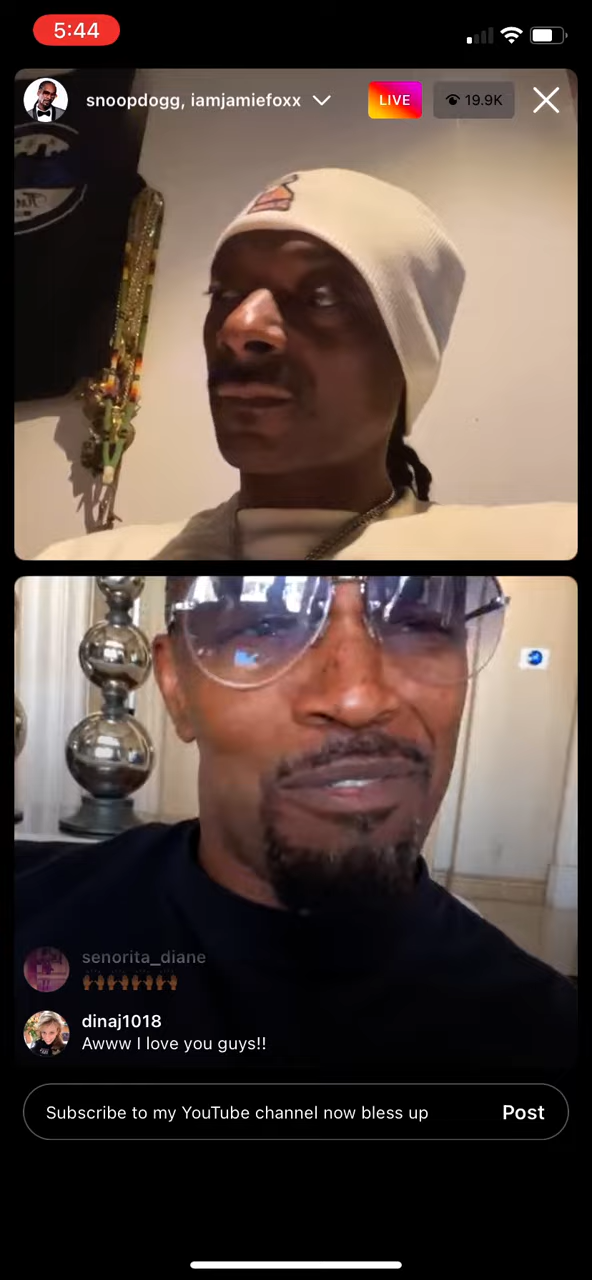 5:44
snoopdogg, iamjamiefoxx
LIVE
19.9K
senorita_diane
🙌🏾🙌🏾🙌🏾🙌🏾🙌🏾
dinaj1018
Awww I love you guys!!
Subscribe to my YouTube channel now bless up
Post